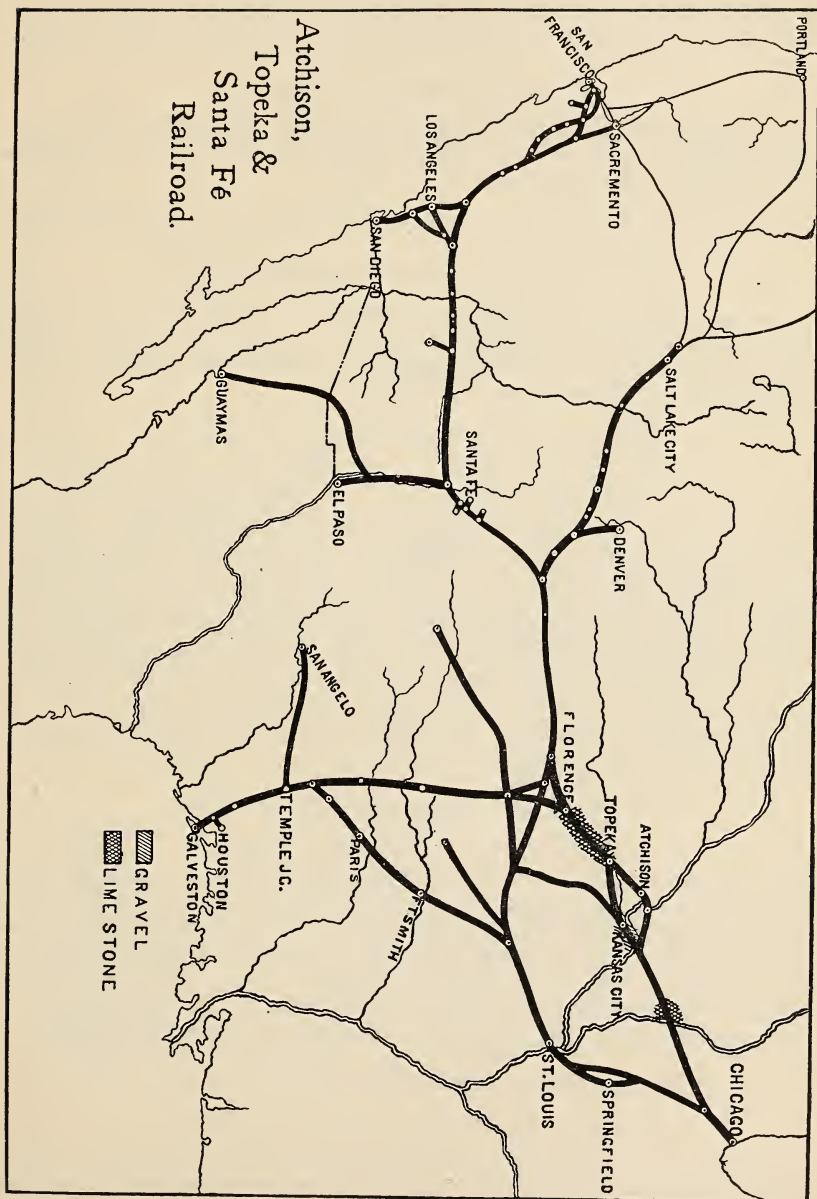 Atchison,
Topeka &
Santa Fé
Railroad.
PORTLAND
SAN
FRANCISCO
SACREMENTO
LOS ANGELES
SAN DIEGO
SALT LAKE CITY
GUAYMAS
SANTA FE
EL PASO
DENVER
SAN ANGELO
FLORENCE
TOPEKA
ATCHISON
KANSAS CITY
TEMPLE JC.
PARIS
FT SMITH
HOUSTON
GALVESTON
ST. LOUIS
SPRINGFIELD
CHICAGO
GRAVEL
LIME STONE